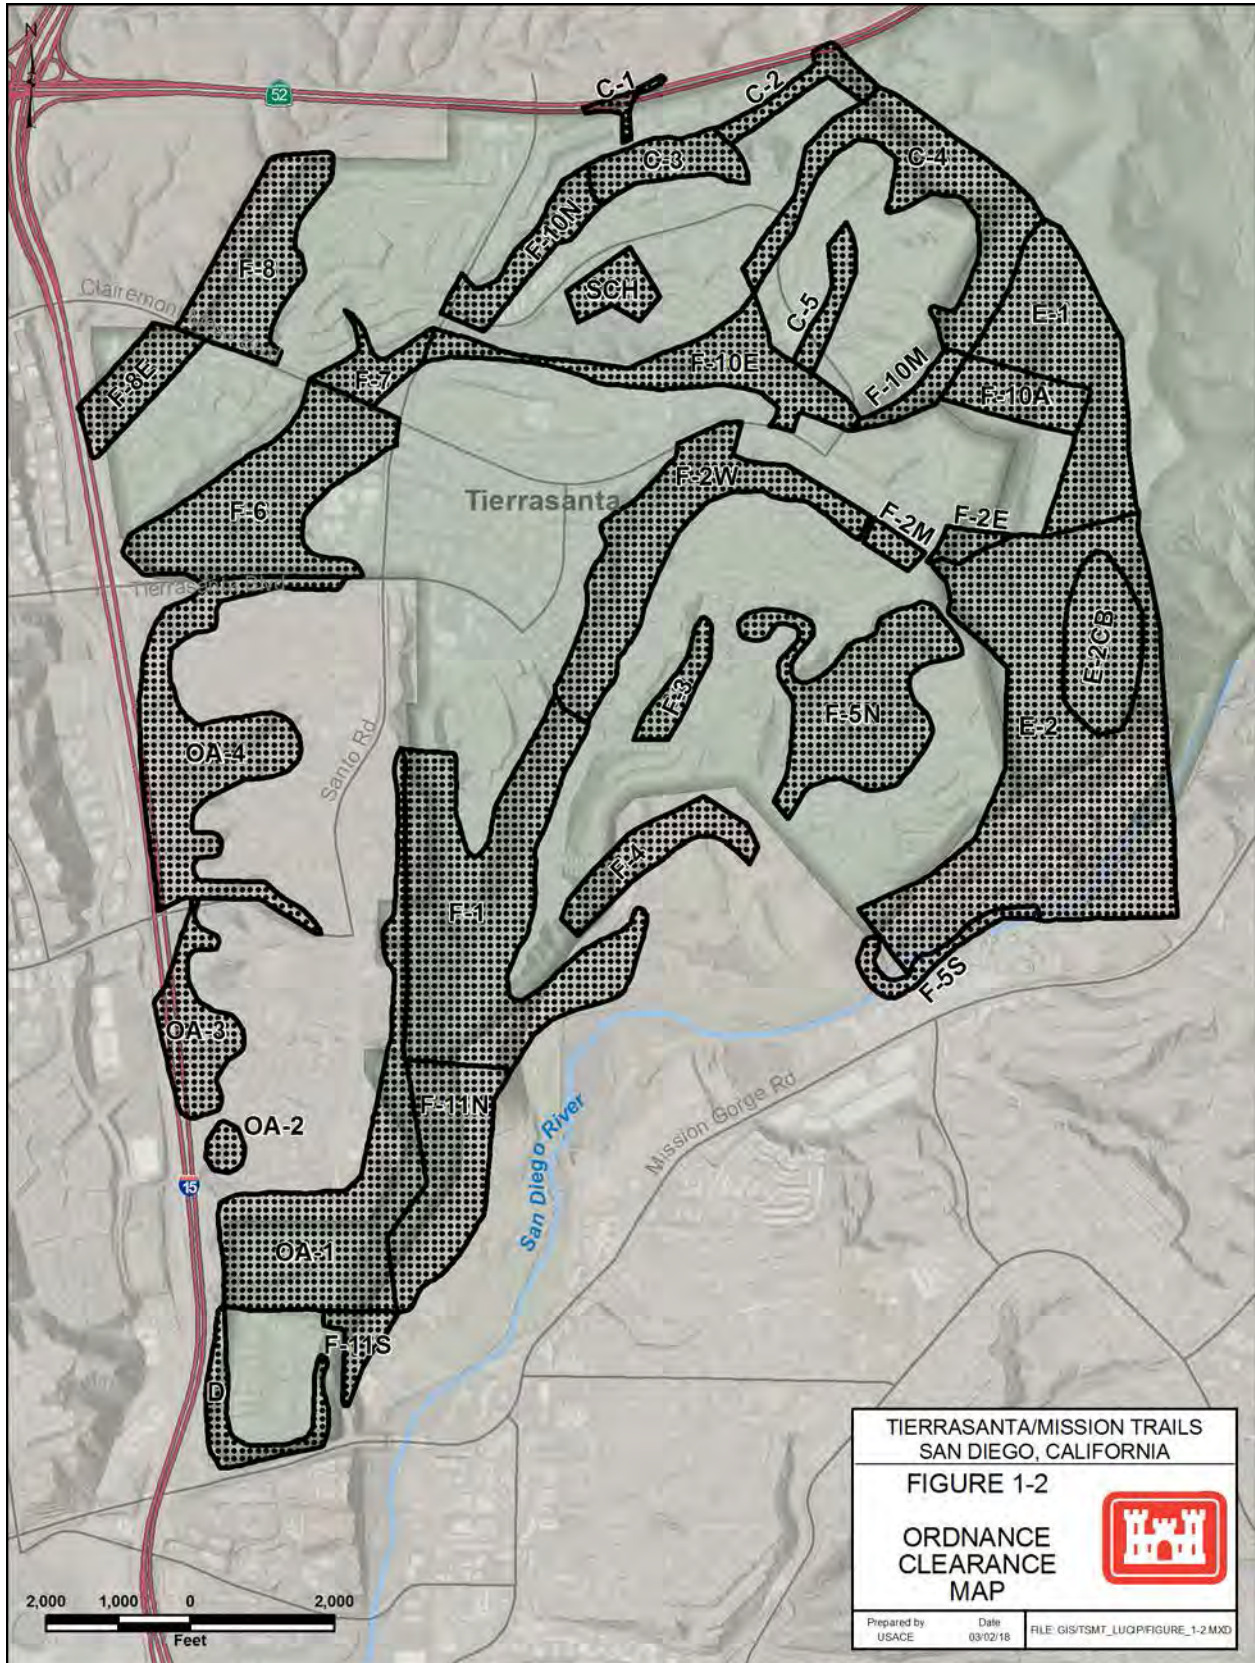 N
52
C-1
C-2
C-3
C-4
F-10N
F-8
SCH
C-5
E-1
F-8E
F-7
F-10E
F-10M
F-10A
F-2W
Tierrasanta
F-6
F-2M
F-2E
Tierrasanta Blvd
E-2CB
F-3
F-5N
E-2
OA-4
Santo Rd
F-4
F-1
F-5S
OA-3
F-11N
OA-2
Mission Gorge Rd
San Diego River
15
OA-1
F-11S
D
TIERRASANTA/MISSION TRAILS
SAN DIEGO, CALIFORNIA
FIGURE 1-2
ORDNANCE
CLEARANCE
MAP
Prepared by
USACE
Date
03/02/18
FILE: GIS/TSMT_LUCIP/FIGURE_1-2.MXD
2,000 1,000 0 2,000
Feet